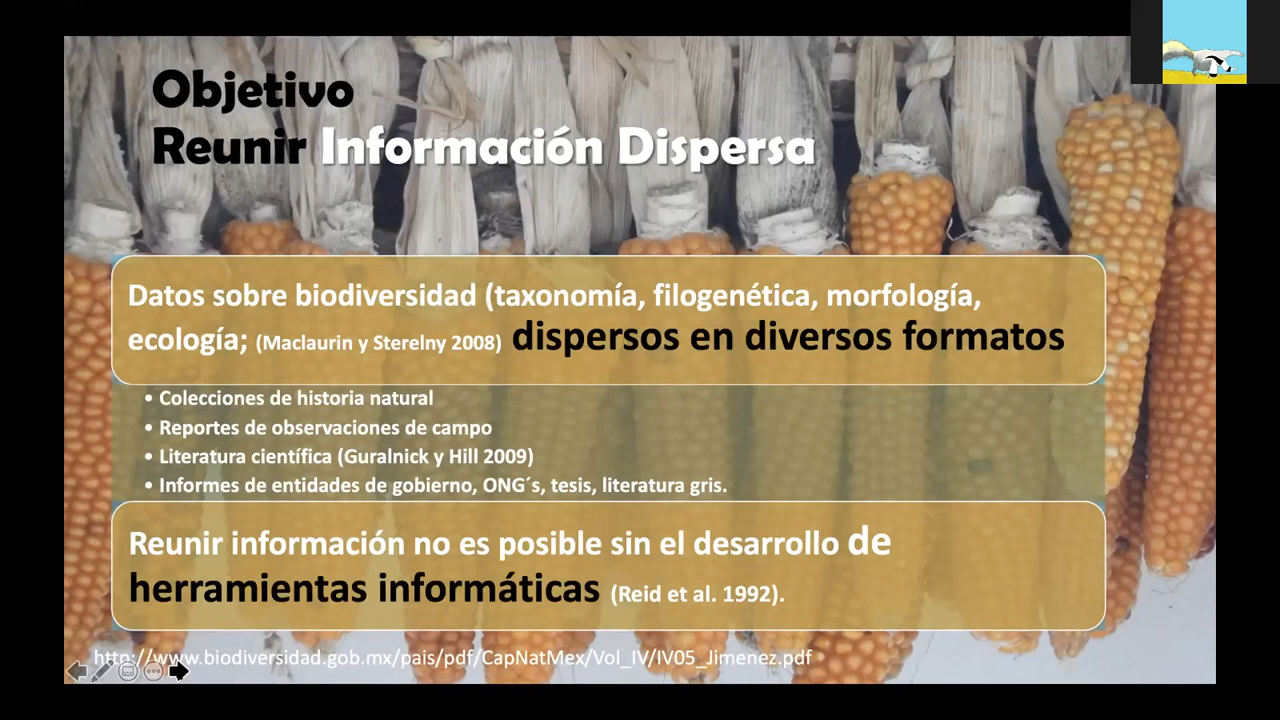 Objetivo
Reunir Información Dispersa
Datos sobre biodiversidad (taxonomía, filogenética, morfología,
ecología; (Maclaurin y Sterelny 2008) dispersos en diversos formatos
• Colecciones de historia natural
• Reportes de observaciones de campo
• Literatura científica (Guralnick y Hill 2009)
• Informes de entidades de gobierno, ONG´s, tesis, literatura gris.
Reunir información no es posible sin el desarrollo de
herramientas informáticas (Reid et al. 1992).
http://www.biodiversidad.gob.mx/pais/pdf/CapNatMex/Vol_IV/IV05_Jimenez.pdf